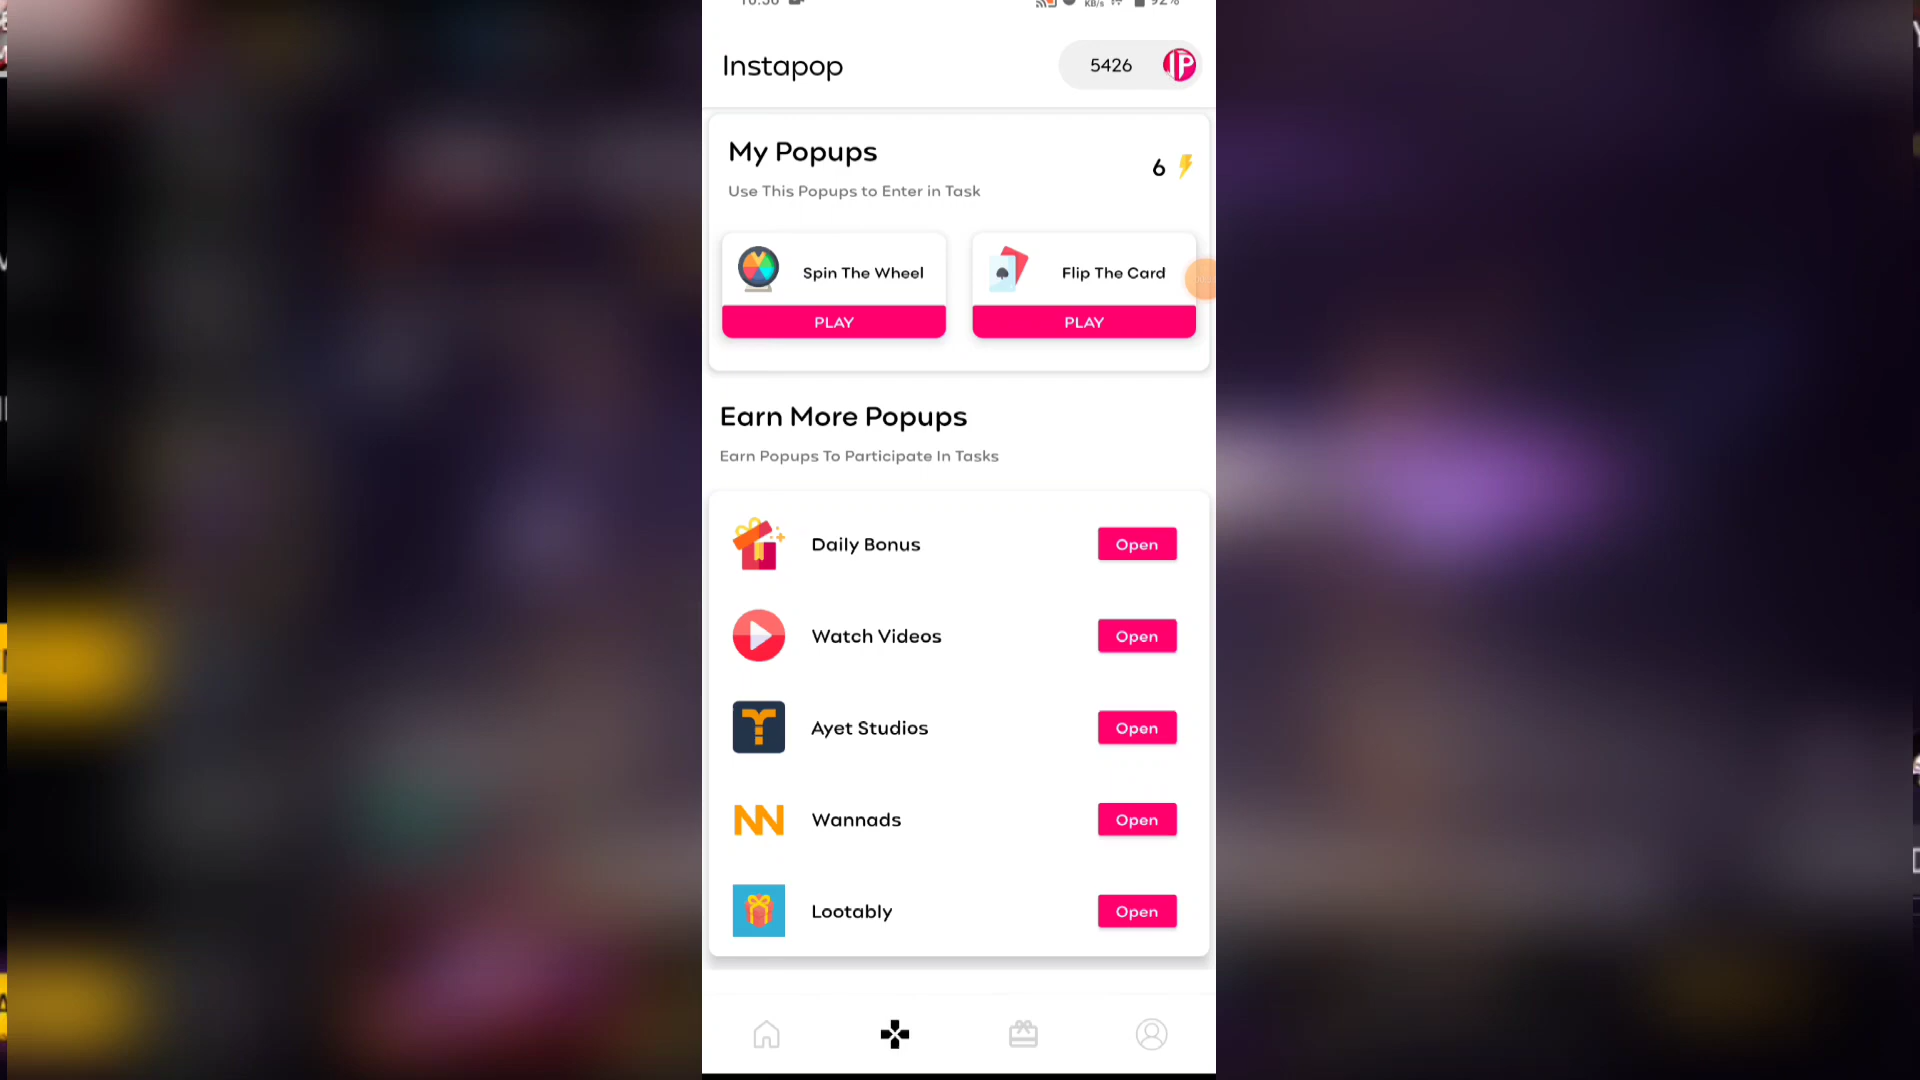 Instapop
5426
My Popups
6
Use This Popups to Enter in Task
Spin The Wheel
Flip The Card
PLAY
PLAY
Earn More Popups
Earn Popups To Participate In Tasks
Daily Bonus
Open
Watch Videos
Open
Ayet Studios
Open
Wannads
Open
Lootably
Open